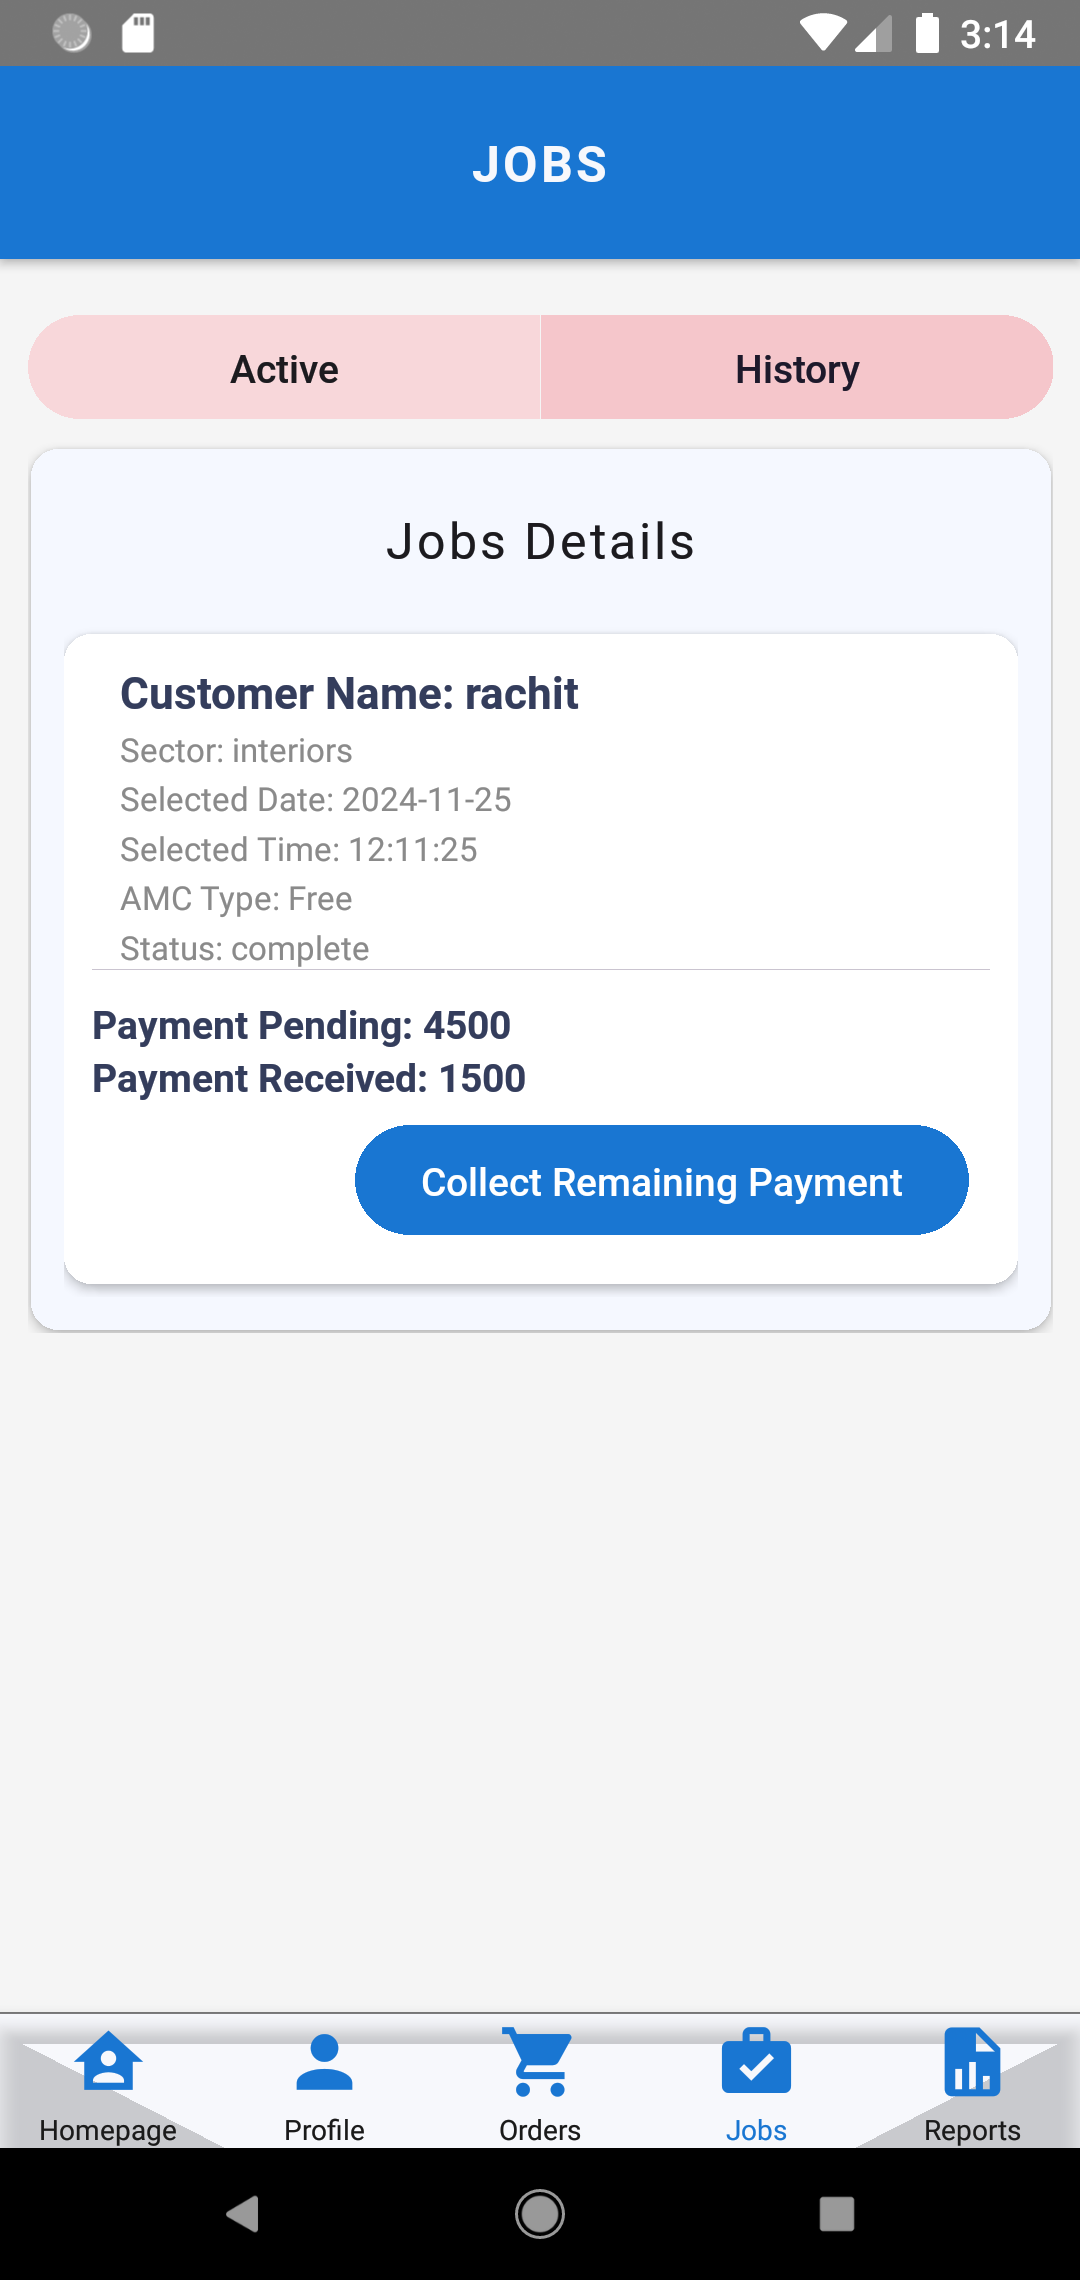 3:14
JOBS
Active
History
Jobs Details
Customer Name: rachit
Sector: interiors
Selected Date: 2024-11-25
Selected Time: 12:11:25
AMC Type: Free
Status: complete
Payment Pending: 4500
Payment Received: 1500
Collect Remaining Payment
Homepage
Profile
Orders
Jobs
Reports